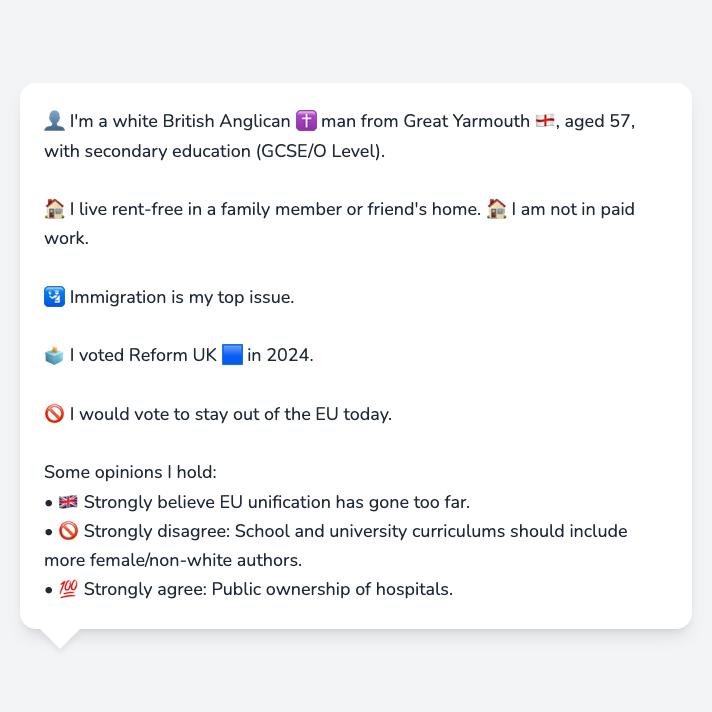 👤 I'm a white British Anglican ✝️ man from Great Yarmouth 🏴󠁧󠁢󠁥󠁮󠁧󠁿, aged 57,
with secondary education (GCSE/O Level).
🏠 I live rent-free in a family member or friend's home. 🏠 I am not in paid
work.
🛂 Immigration is my top issue.
🗳️ I voted Reform UK 🟦 in 2024.
🚫 I would vote to stay out of the EU today.
Some opinions I hold:
• 🇬🇧 Strongly believe EU unification has gone too far.
• 🚫 Strongly disagree: School and university curriculums should include
more female/non-white authors.
• 💯 Strongly agree: Public ownership of hospitals.